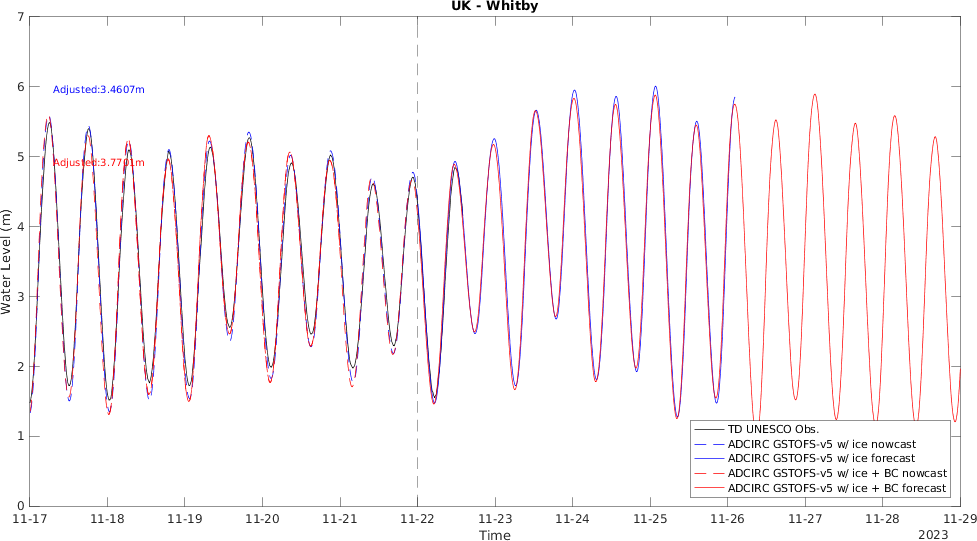 UK - Whitby
7
6
5
4
3
2
1
0
Water Level (m)
Adjusted:3.4607m
Adjusted:3.7701m
TD UNESCO Obs.
ADCIRC GSTOFS-v5 w/ ice nowcast
ADCIRC GSTOFS-v5 w/ ice forecast
ADCIRC GSTOFS-v5 w/ ice + BC nowcast
ADCIRC GSTOFS-v5 w/ ice + BC forecast
11-17 11-18 11-19 11-20 11-21 11-22 11-23 11-24 11-25 11-26 11-27 11-28 11-29
Time
2023